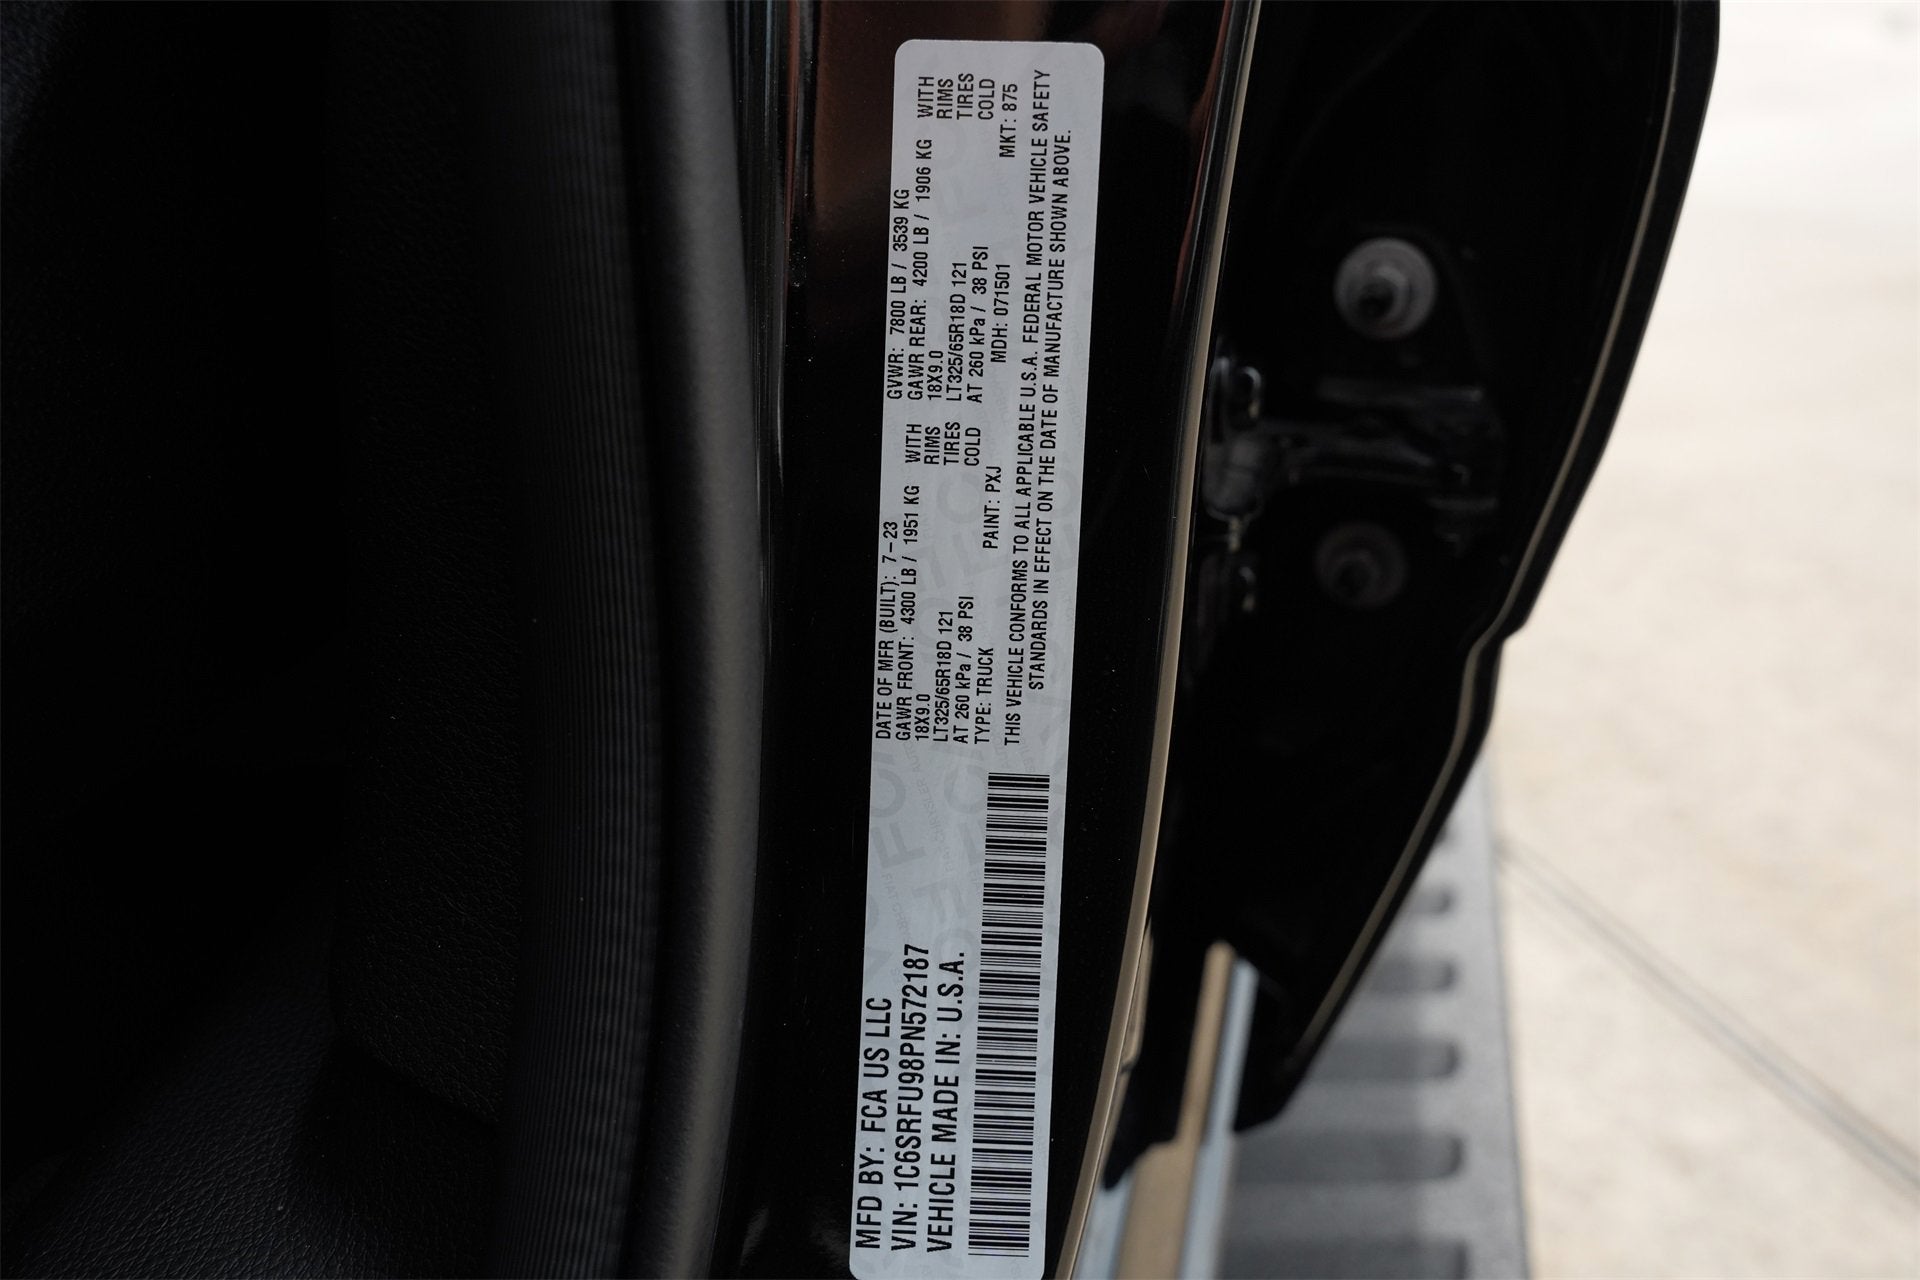 MFD BY: FCA US LLC
VIN: 1C6SRFU98PN572187
VEHICLE MADE IN: U.S.A.
DATE OF MFR (BUILT): 7-23 GVWR: 7800 LB / 3539 KG
GAWR FRONT: 4300 LB / 1951 KG WITH GAWR REAR: 4200 LB / 1906 KG WITH
18X9.0 RIMS 18X9.0 RIMS
LT325/65R18D 121 TIRES LT325/65R18D 121 TIRES
AT 260 kPa / 38 PSI COLD AT 260 kPa / 38 PSI COLD
TYPE: TRUCK PAINT: PXJ MDH: 071501 MKT: 875
THIS VEHICLE CONFORMS TO ALL APPLICABLE U.S.A. FEDERAL MOTOR VEHICLE SAFETY
STANDARDS IN EFFECT ON THE DATE OF MANUFACTURE SHOWN ABOVE.